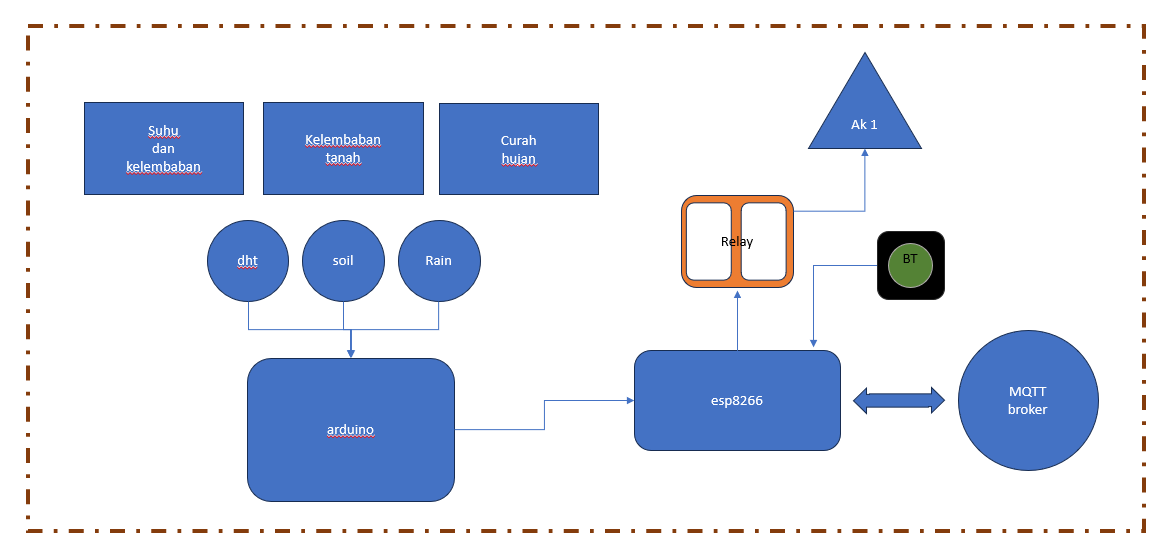 Suhu
dan
kelembaban
Kelembaban
tanah
Curah
hujan
Ak 1
Relay
BT
dht
soil
Rain
arduino
esp8266
MQTT
broker